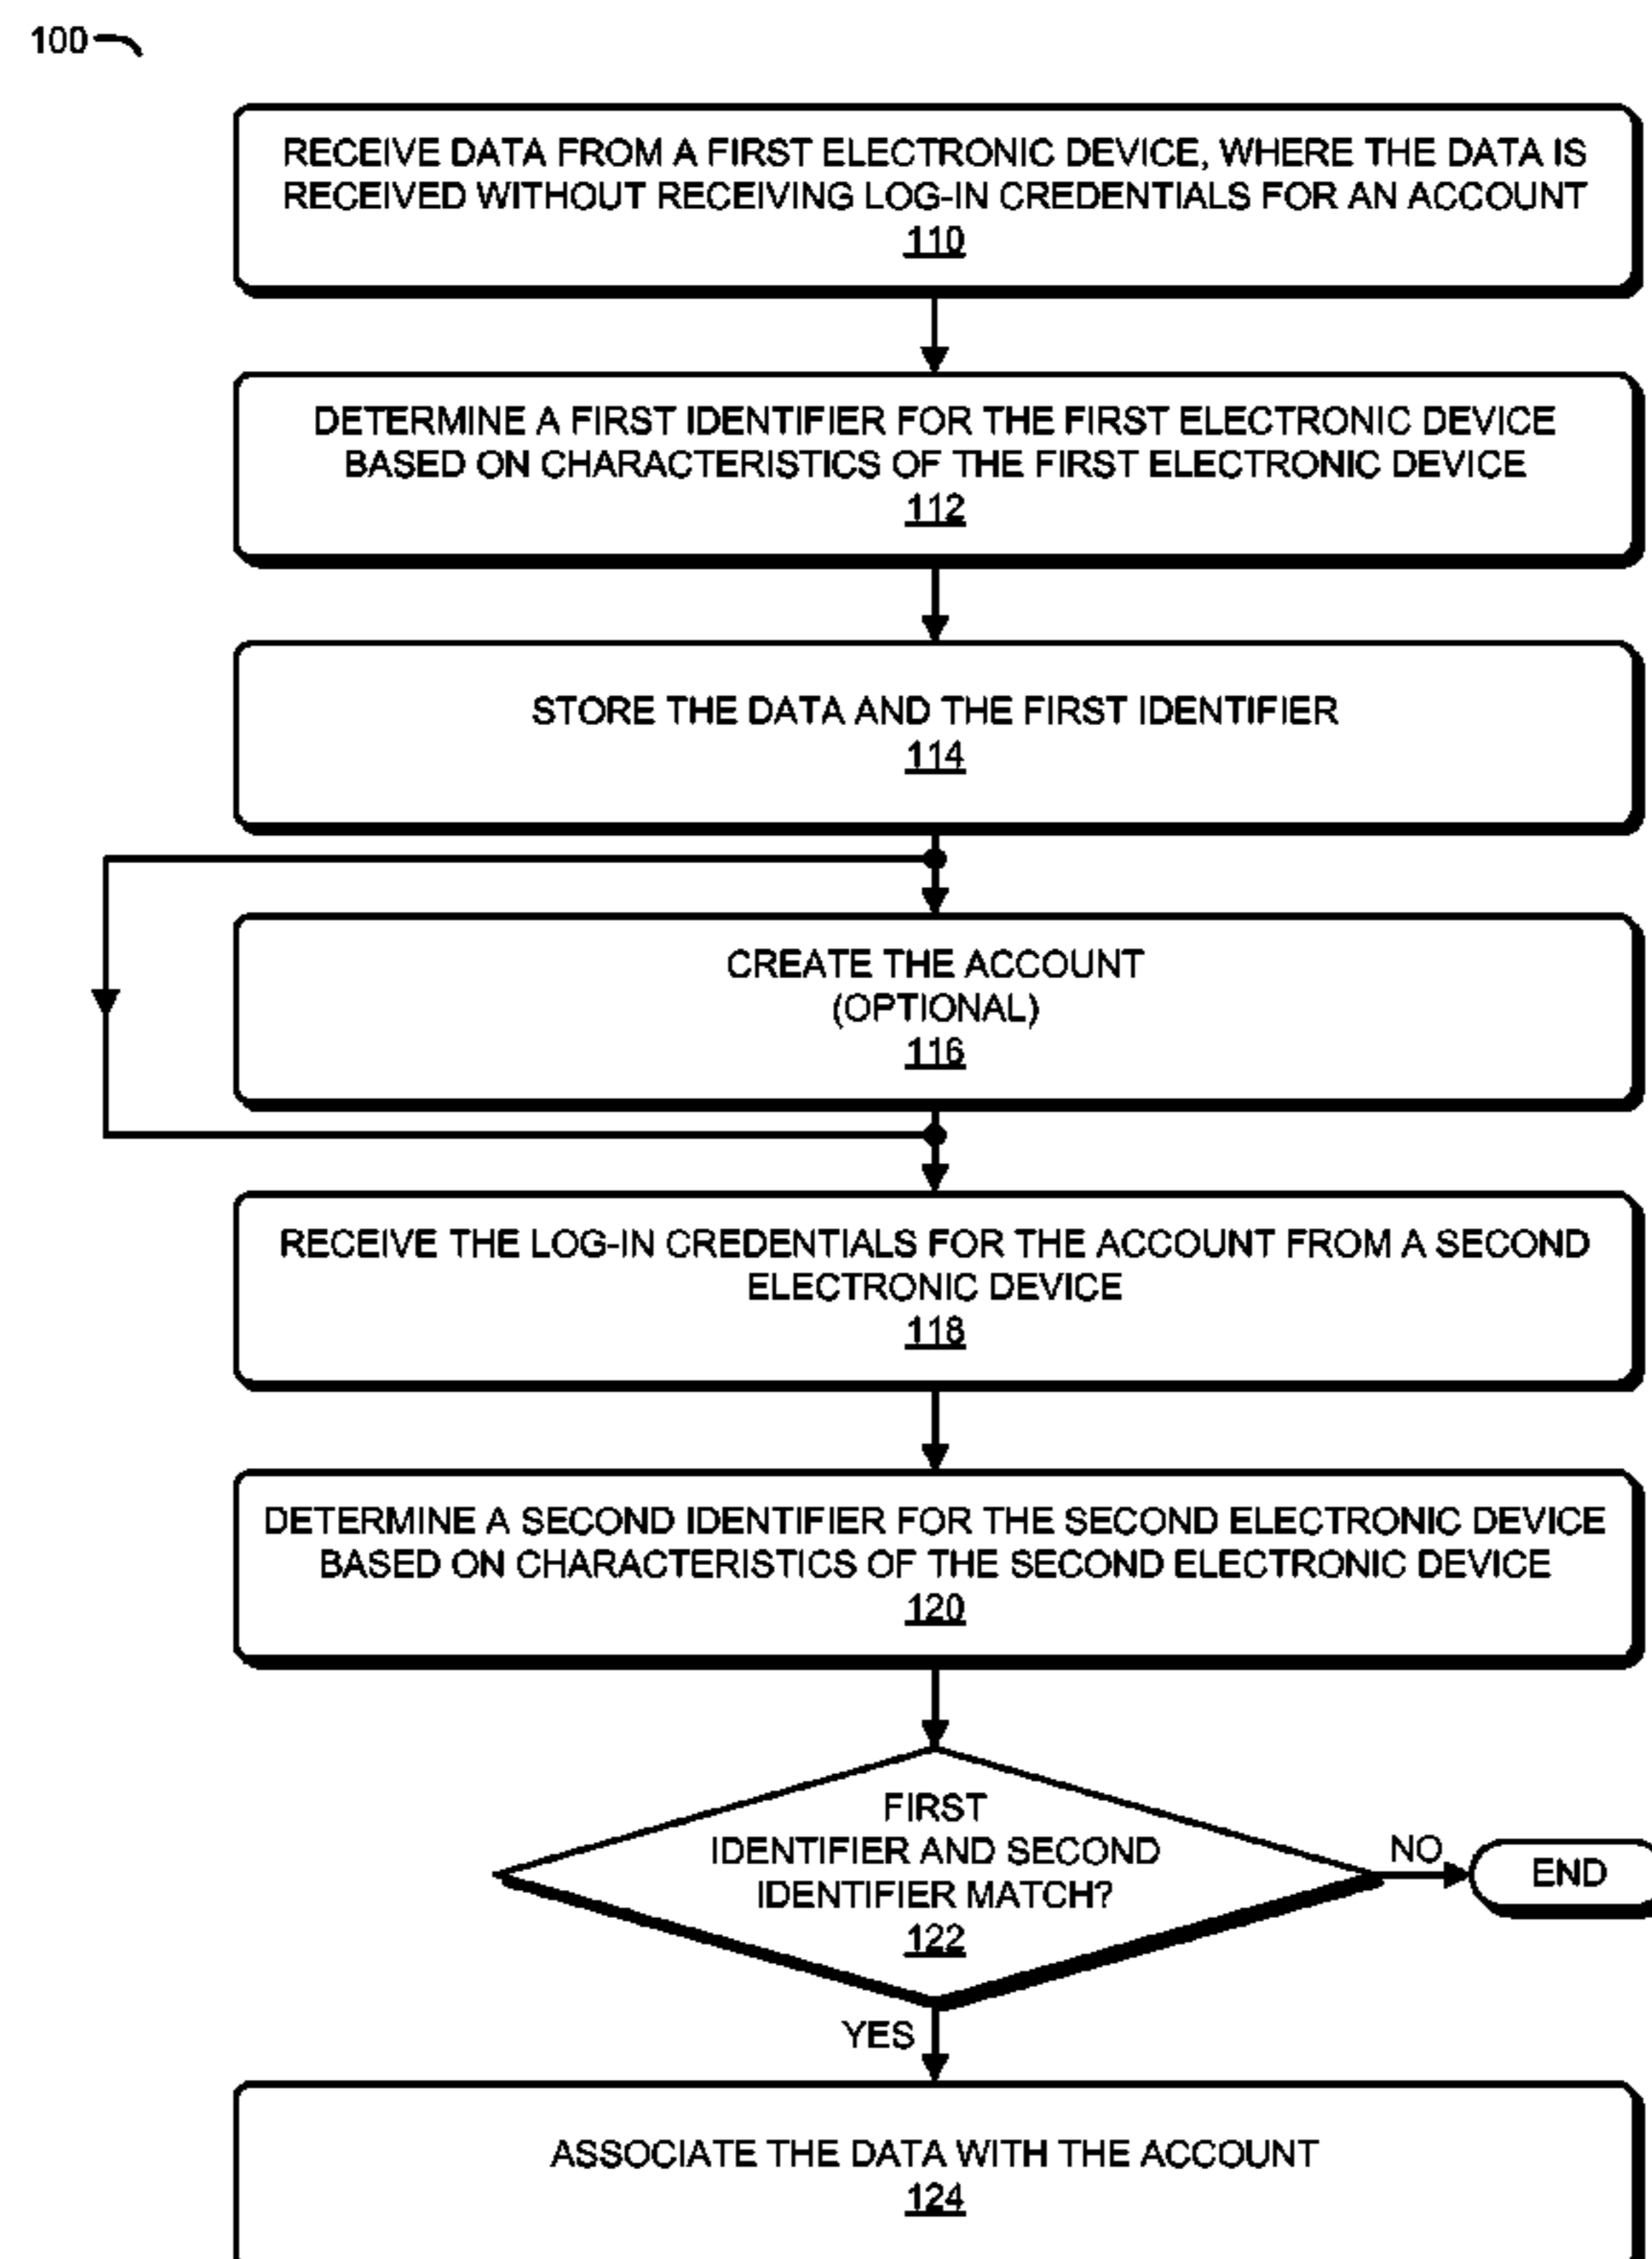 100
RECEIVE DATA FROM A FIRST ELECTRONIC DEVICE, WHERE THE DATA IS
RECEIVED WITHOUT RECEIVING LOG-IN CREDENTIALS FOR AN ACCOUNT
110
DETERMINE A FIRST IDENTIFIER FOR THE FIRST ELECTRONIC DEVICE
BASED ON CHARACTERISTICS OF THE FIRST ELECTRONIC DEVICE
112
STORE THE DATA AND THE FIRST IDENTIFIER
114
CREATE THE ACCOUNT
(OPTIONAL)
116
RECEIVE THE LOG-IN CREDENTIALS FOR THE ACCOUNT FROM A SECOND
ELECTRONIC DEVICE
118
DETERMINE A SECOND IDENTIFIER FOR THE SECOND ELECTRONIC DEVICE
BASED ON CHARACTERISTICS OF THE SECOND ELECTRONIC DEVICE
120
FIRST
IDENTIFIER AND SECOND
IDENTIFIER MATCH?
122
NO
END
YES
ASSOCIATE THE DATA WITH THE ACCOUNT
124